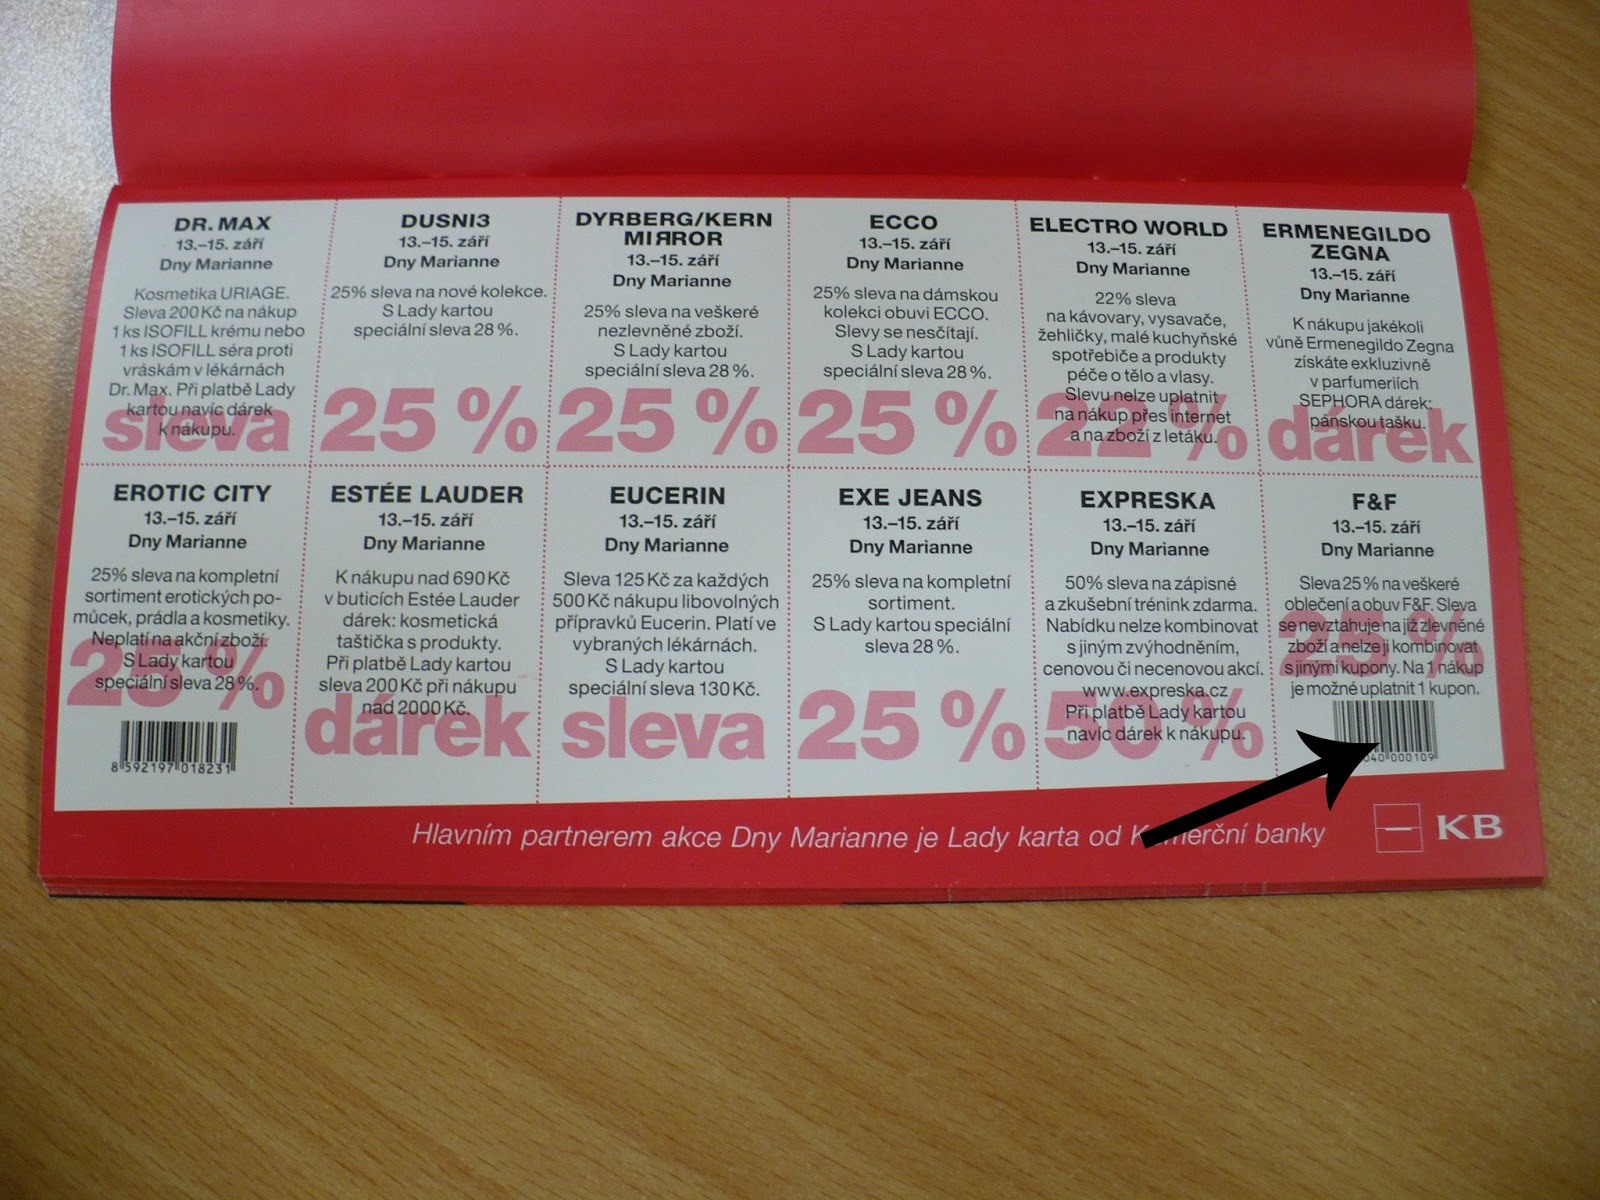 DR. MAX
13.–15. září
Dny Marianne
Kosmetika URIAGE.
Sleva 200 Kč na nákup
1 ks ISOFILL krému nebo
1 ks ISOFILL séra proti
vráskám v lékárnách
Dr. Max. Při platbě Lady
kartou navíc dárek
k nákupu.
sleva
DUSNI3
13.–15. září
Dny Marianne
25% sleva na nové kolekce.
S Lady kartou
speciální sleva 28 %.
25 %
DYRBERG/KERN
MIЯROR
13.–15. září
Dny Marianne
25% sleva na veškeré
nezlevněné zboží.
S Lady kartou
speciální sleva 28 %.
25 %
ECCO
13.–15. září
Dny Marianne
25% sleva na dámskou
kolekci obuvi ECCO.
Slevy se nesčítají.
S Lady kartou
speciální sleva 28 %.
25 %
ELECTRO WORLD
13.–15. září
Dny Marianne
22% sleva
na kávovary, vysavače,
žehličky, malé kuchyňské
spotřebiče a produkty
péče o tělo a vlasy.
Slevu nelze uplatnit
na nákup přes internet
a na zboží z letáku.
22 %
ERMENEGILDO
ZEGNA
13.–15. září
Dny Marianne
K nákupu jakékoli
vůně Ermenegildo Zegna
získáte exkluzivně
v parfumeriích
SEPHORA dárek:
pánskou tašku.
dárek
EROTIC CITY
13.–15. září
Dny Marianne
25% sleva na kompletní
sortiment erotických po-
můcek, prádla a kosmetiky.
Neplatí na akční zboží.
S Lady kartou
speciální sleva 28 %.
25 %
8 592197 018231
ESTÉE LAUDER
13.–15. září
Dny Marianne
K nákupu nad 690 Kč
v buticích Estée Lauder
dárek: kosmetická
taštička s produkty.
Při platbě Lady kartou
sleva 200 Kč při nákupu
nad 2000 Kč.
dárek
EUCERIN
13.–15. září
Dny Marianne
Sleva 125 Kč za každých
500 Kč nákupu libovolných
přípravků Eucerin. Platí ve
vybraných lékárnách.
S Lady kartou
speciální sleva 130 Kč.
sleva
EXE JEANS
13.–15. září
Dny Marianne
25% sleva na kompletní
sortiment.
S Lady kartou speciální
sleva 28 %.
25 %
EXPRESKA
13.–15. září
Dny Marianne
50% sleva na zápisné
a zkušební trénink zdarma.
Nabídku nelze kombinovat
s jiným zvýhodněním,
cenovou či necenovou akcí.
www.expreska.cz
Při platbě Lady kartou
navíc dárek k nákupu.
50 %
F&F
13.–15. září
Dny Marianne
Sleva 25 % na veškeré
oblečení a obuv F&F. Sleva
se nevztahuje na již zlevněné
zboží a nelze ji kombinovat
s jinými kupony. Na 1 nákup
je možné uplatnit 1 kupon.
25 %
040 000109
Hlavním partnerem akce Dny Marianne je Lady karta od Komerční banky
KB